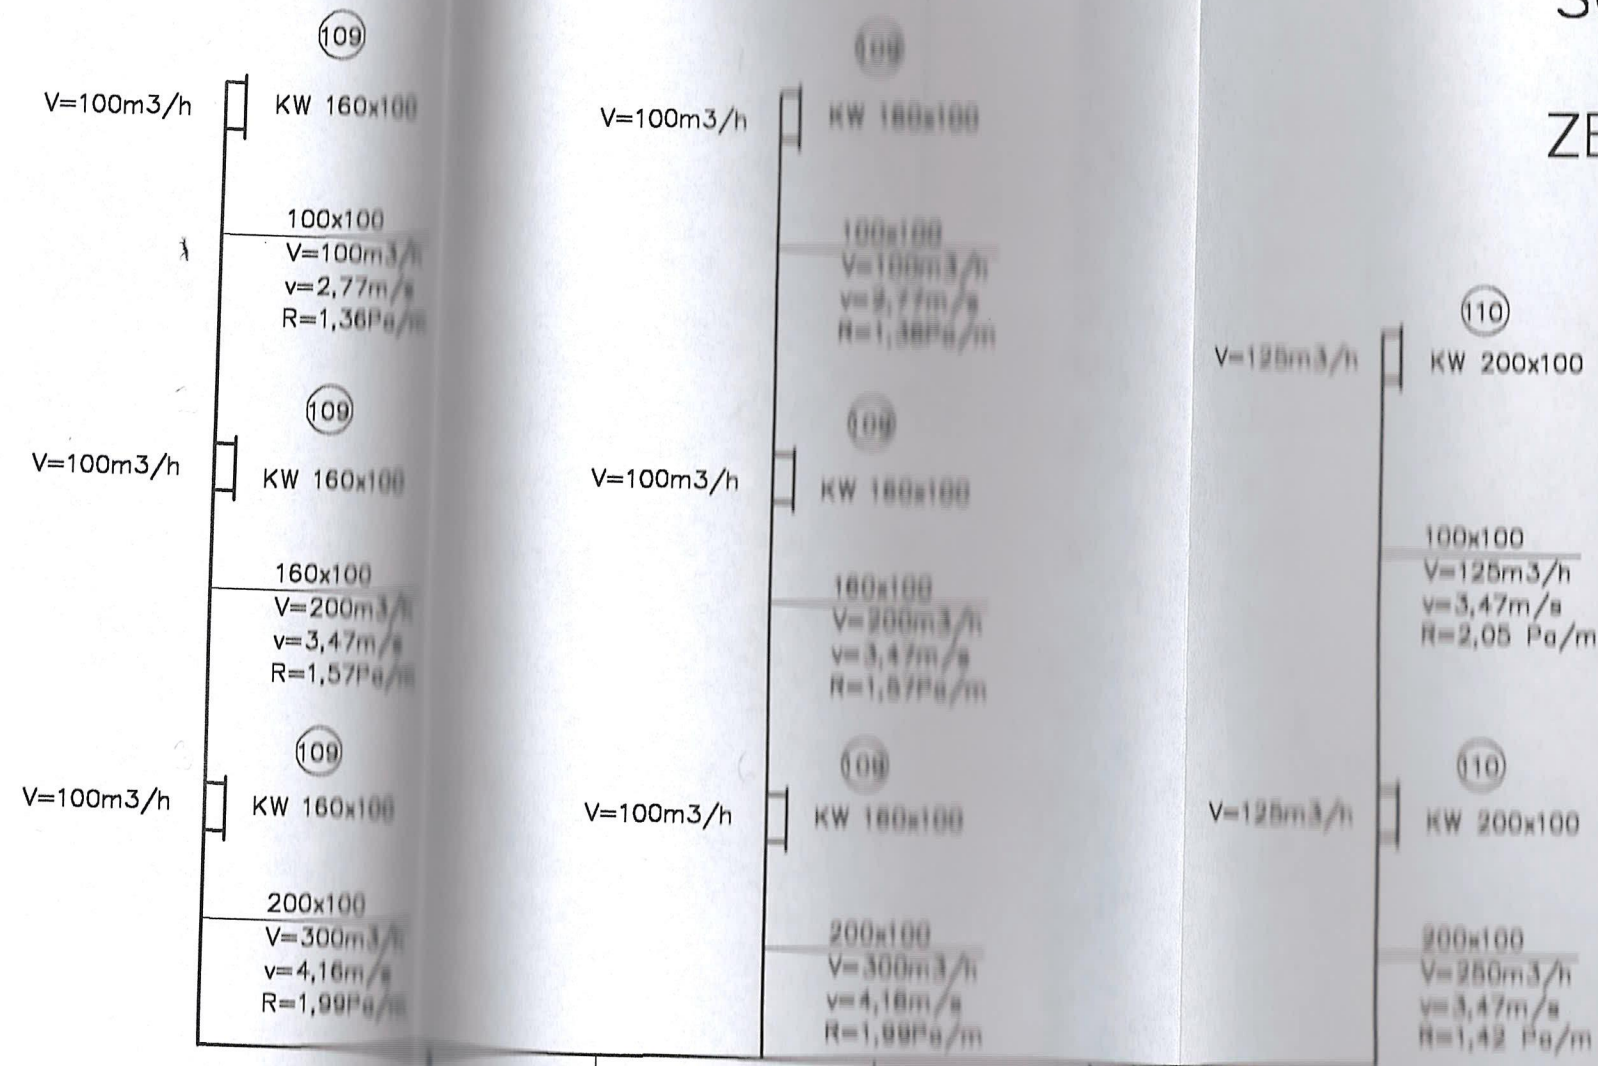 109
V=100m3/h
KW 160x100
100x100
V=100m3/h
v=2,77m/s
R=1,36Pa/m
109
V=100m3/h
KW 160x100
160x100
V=200m3/h
v=3,47m/s
R=1,57Pa/m
109
V=100m3/h
KW 160x100
200x100
V=300m3/h
v=4,16m/s
R=1,99Pa/m
109
V=100m3/h
KW 160x100
100x100
V=100m3/h
v=2,77m/s
R=1,36Pa/m
109
V=100m3/h
KW 160x100
160x100
V=200m3/h
v=3,47m/s
R=1,57Pa/m
109
V=100m3/h
KW 160x100
200x100
V=300m3/h
v=4,16m/s
R=1,99Pa/m
ZE
110
V=125m3/h
KW 200x100
100x100
V=125m3/h
v=3,47m/s
R=2,05 Pa/m
110
V=125m3/h
KW 200x100
200x100
V=250m3/h
v=3,47m/s
R=1,42 Pa/m